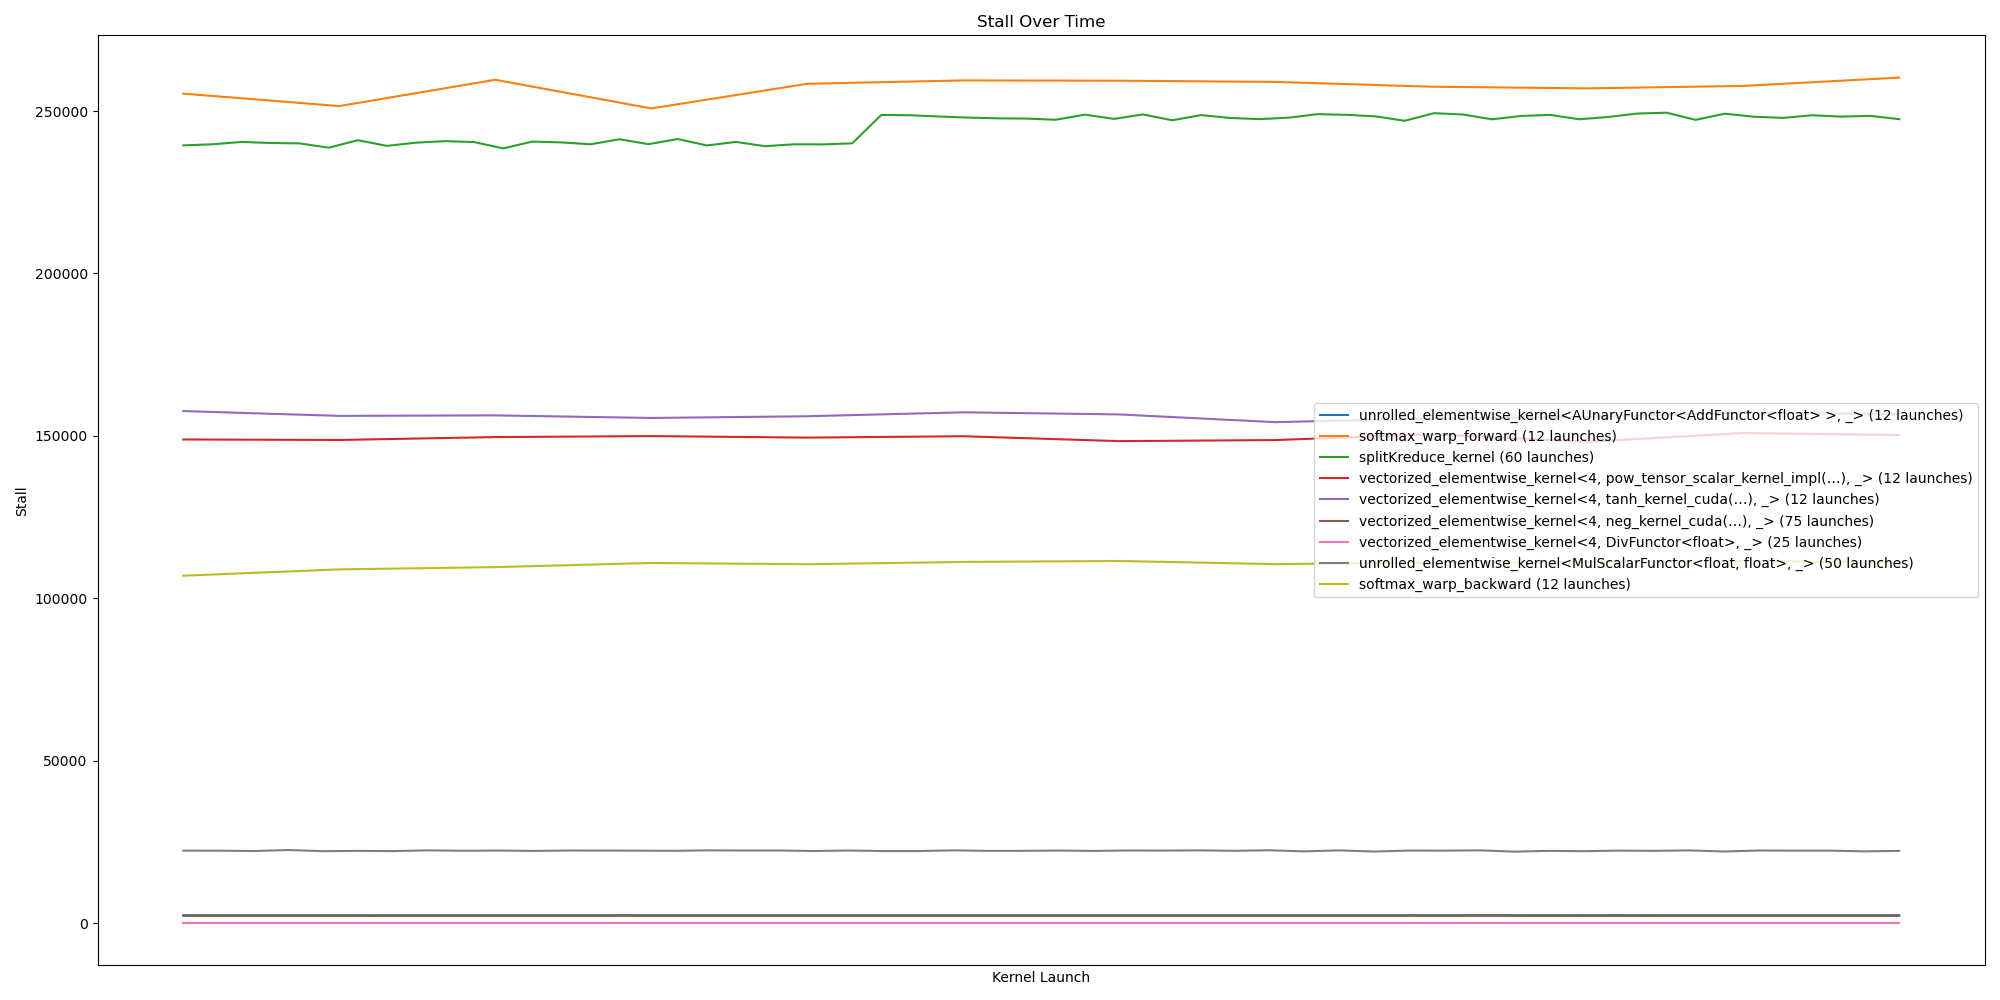 Stall Over Time
250000
200000
150000
100000
50000
0
Stall
Kernel Launch
unrolled_elementwise_kernel<AUnaryFunctor<AddFunctor<float> >, _> (12 launches)
softmax_warp_forward (12 launches)
splitKreduce_kernel (60 launches)
vectorized_elementwise_kernel<4, pow_tensor_scalar_kernel_impl(...), _> (12 launches)
vectorized_elementwise_kernel<4, tanh_kernel_cuda(...), _> (12 launches)
vectorized_elementwise_kernel<4, neg_kernel_cuda(...), _> (75 launches)
vectorized_elementwise_kernel<4, DivFunctor<float>, _> (25 launches)
unrolled_elementwise_kernel<MulScalarFunctor<float, float>, _> (50 launches)
softmax_warp_backward (12 launches)